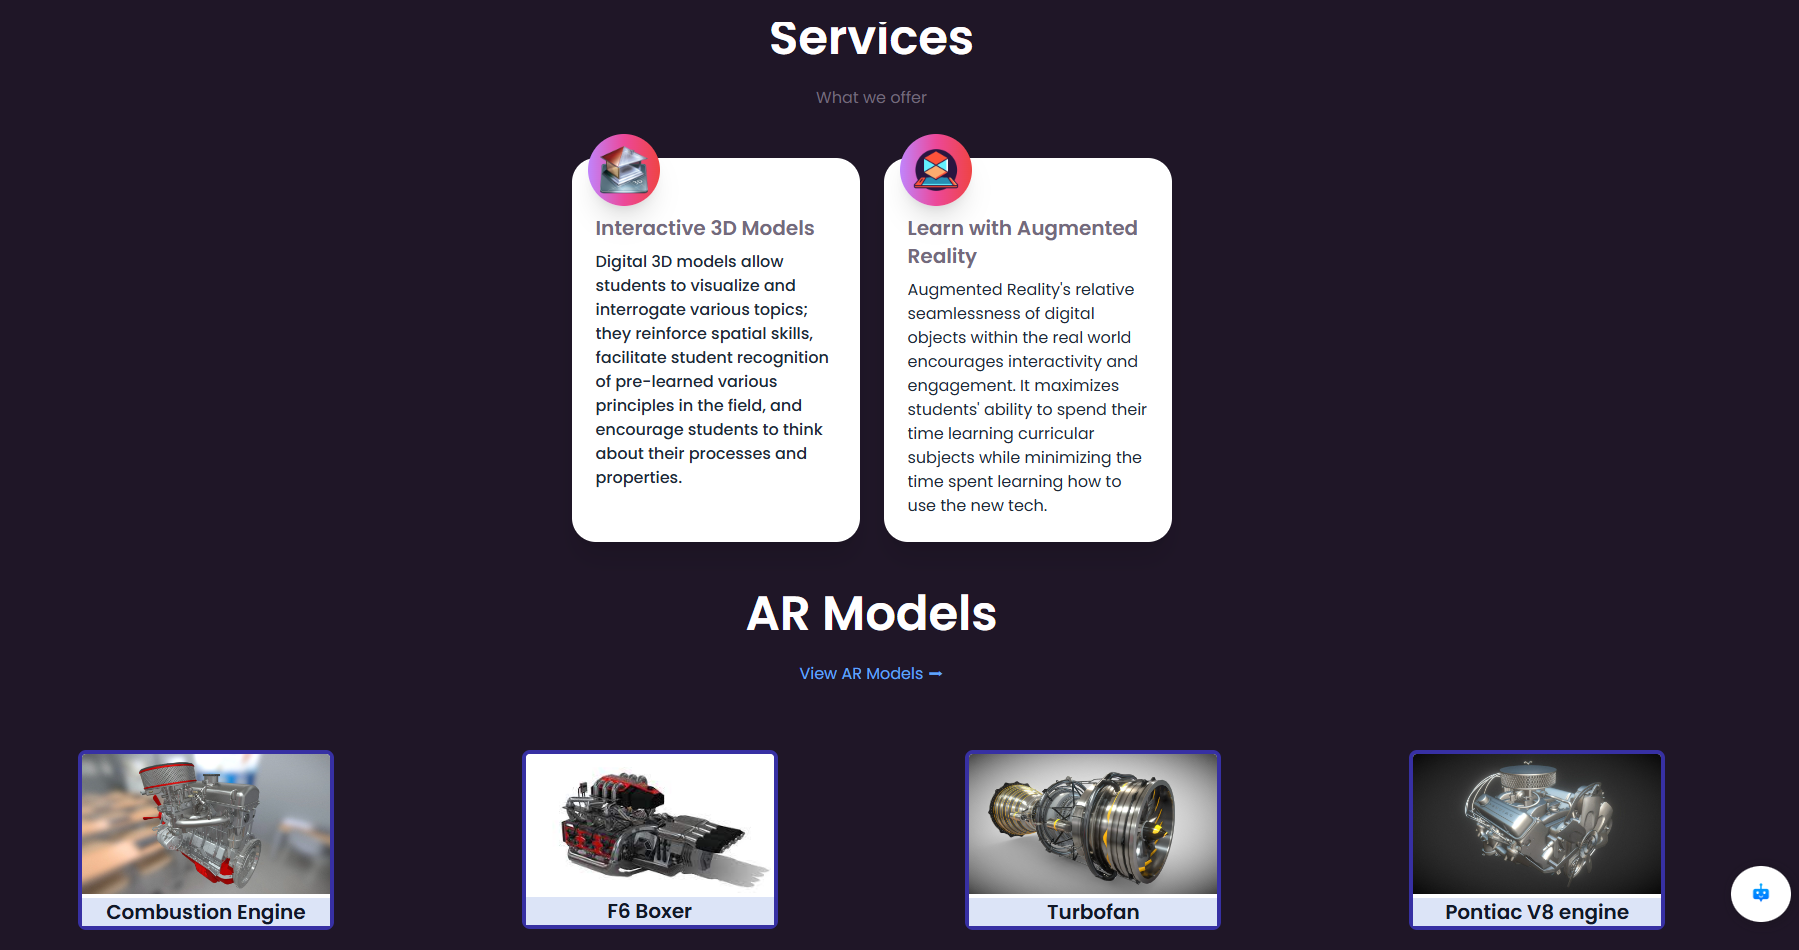 Services
What we offer
Interactive 3D Models
Digital 3D models allow
students to visualize and
interrogate various topics;
they reinforce spatial skills,
facilitate student recognition
of pre-learned various
principles in the field, and
encourage students to think
about their processes and
properties.
Learn with Augmented
Reality
Augmented Reality's relative
seamlessness of digital
objects within the real world
encourages interactivity and
engagement. It maximizes
students' ability to spend their
time learning curricular
subjects while minimizing the
time spent learning how to
use the new tech.
AR Models
View AR Models ➞
Combustion Engine
F6 Boxer
Turbofan
Pontiac V8 engine